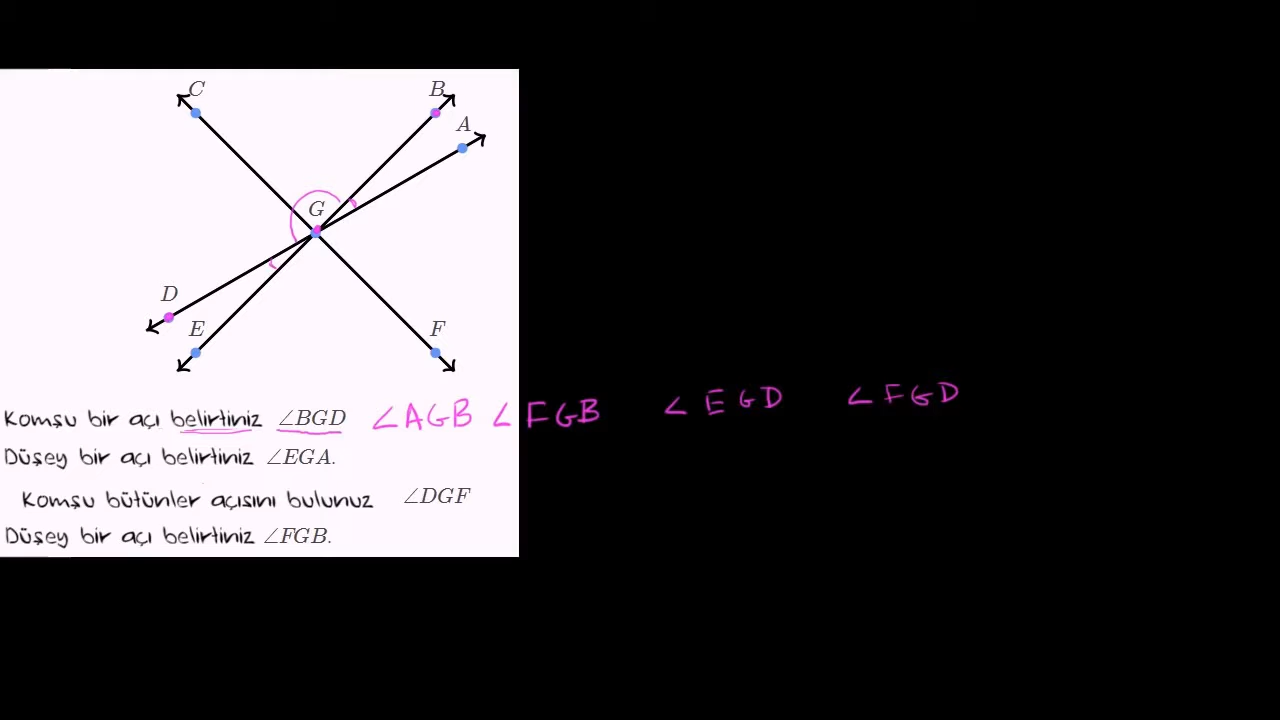 C
B
A
G
D
E
F
Komşu bir açı belirtiniz ∠BGD ∠AGB ∠FGB ∠EGD ∠FGD
Düşey bir açı belirtiniz ∠EGA.
Komşu bütünler açısını bulunuz ∠DGF
Düşey bir açı belirtiniz ∠FGB.